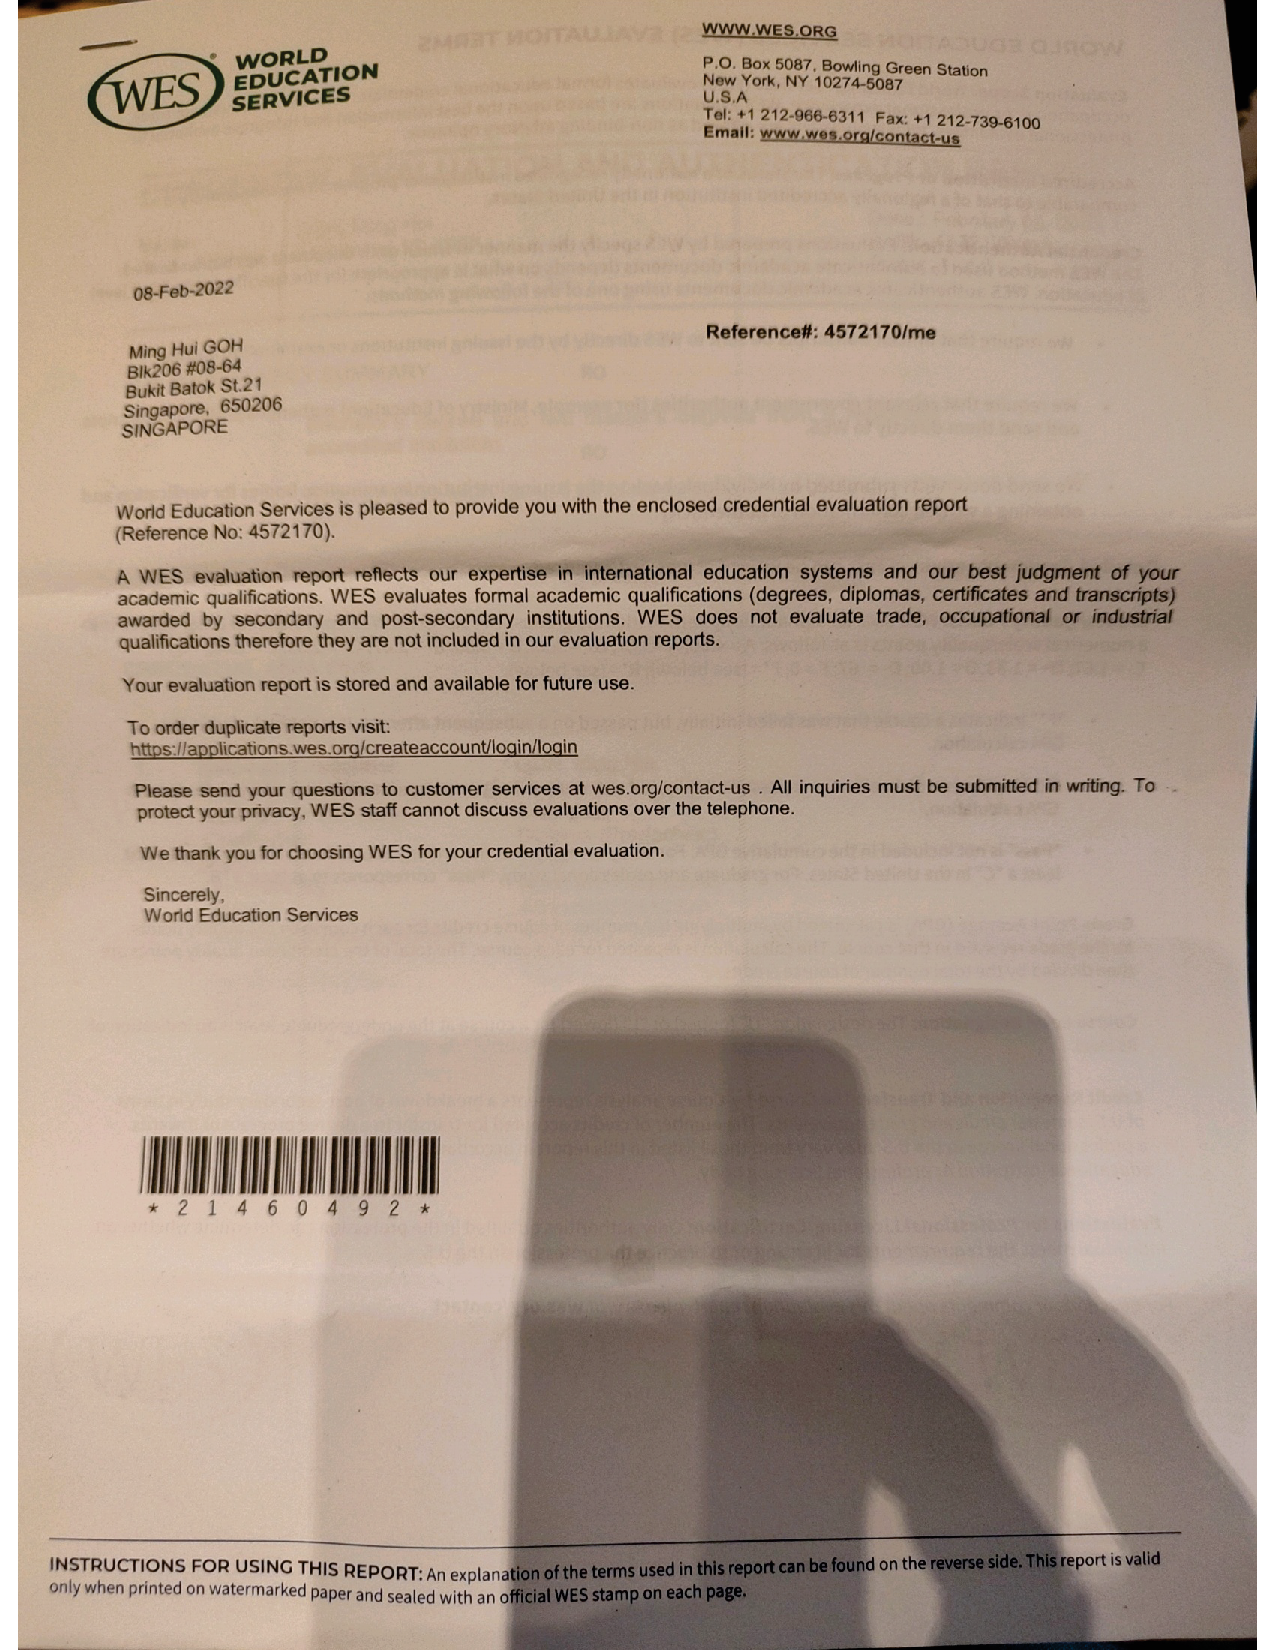 WES WORLD
EDUCATION
SERVICES
WWW.WES.ORG
P.O. Box 5087, Bowling Green Station
New York, NY 10274-5087
U.S.A
Tel: +1 212-966-6311 Fax: +1 212-739-6100
Email: www.wes.org/contact-us
08-Feb-2022
Reference#: 4572170/me
Ming Hui GOH
Blk206 #08-64
Bukit Batok St.21
Singapore, 650206
SINGAPORE
World Education Services is pleased to provide you with the enclosed credential evaluation report
(Reference No: 4572170).
A WES evaluation report reflects our expertise in international education systems and our best judgment of your
academic qualifications. WES evaluates formal academic qualifications (degrees, diplomas, certificates and transcripts)
awarded by secondary and post-secondary institutions. WES does not evaluate trade, occupational or industrial
qualifications therefore they are not included in our evaluation reports.
Your evaluation report is stored and available for future use.
To order duplicate reports visit:
https://applications.wes.org/createaccount/login/login
Please send your questions to customer services at wes.org/contact-us . All inquiries must be submitted in writing. To
protect your privacy, WES staff cannot discuss evaluations over the telephone.
We thank you for choosing WES for your credential evaluation.
Sincerely,
World Education Services
* 2 1 4 6 0 4 9 2 *
INSTRUCTIONS FOR USING THIS REPORT: An explanation of the terms used in this report can be found on the reverse side. This report is valid
only when printed on watermarked paper and sealed with an official WES stamp on each page.